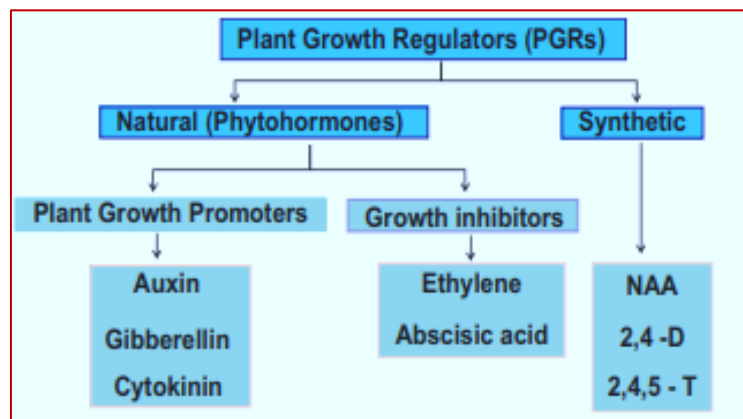 Plant Growth Regulators (PGRs)
Natural (Phytohormones)
Synthetic
Plant Growth Promoters
Growth inhibitors
Auxin
Gibberellin
Cytokinin
Ethylene
Abscisic acid
NAA
2,4 -D
2,4,5 - T